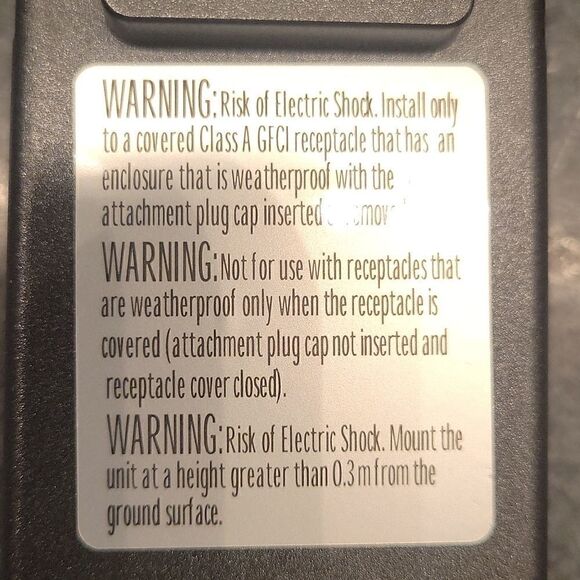 WARNING: Risk of Electric Shock. Install only
to a covered Class A GFCI receptacle that has an
enclosure that is weatherproof with the
attachment plug cap inserted
WARNING: Not for use with receptacles that
are weatherproof only when the receptacle is
covered (attachment plug cap not inserted and
receptacle cover closed).
WARNING: Risk of Electric Shock. Mount the
unit at a height greater than 0.3 m from the
ground surface.